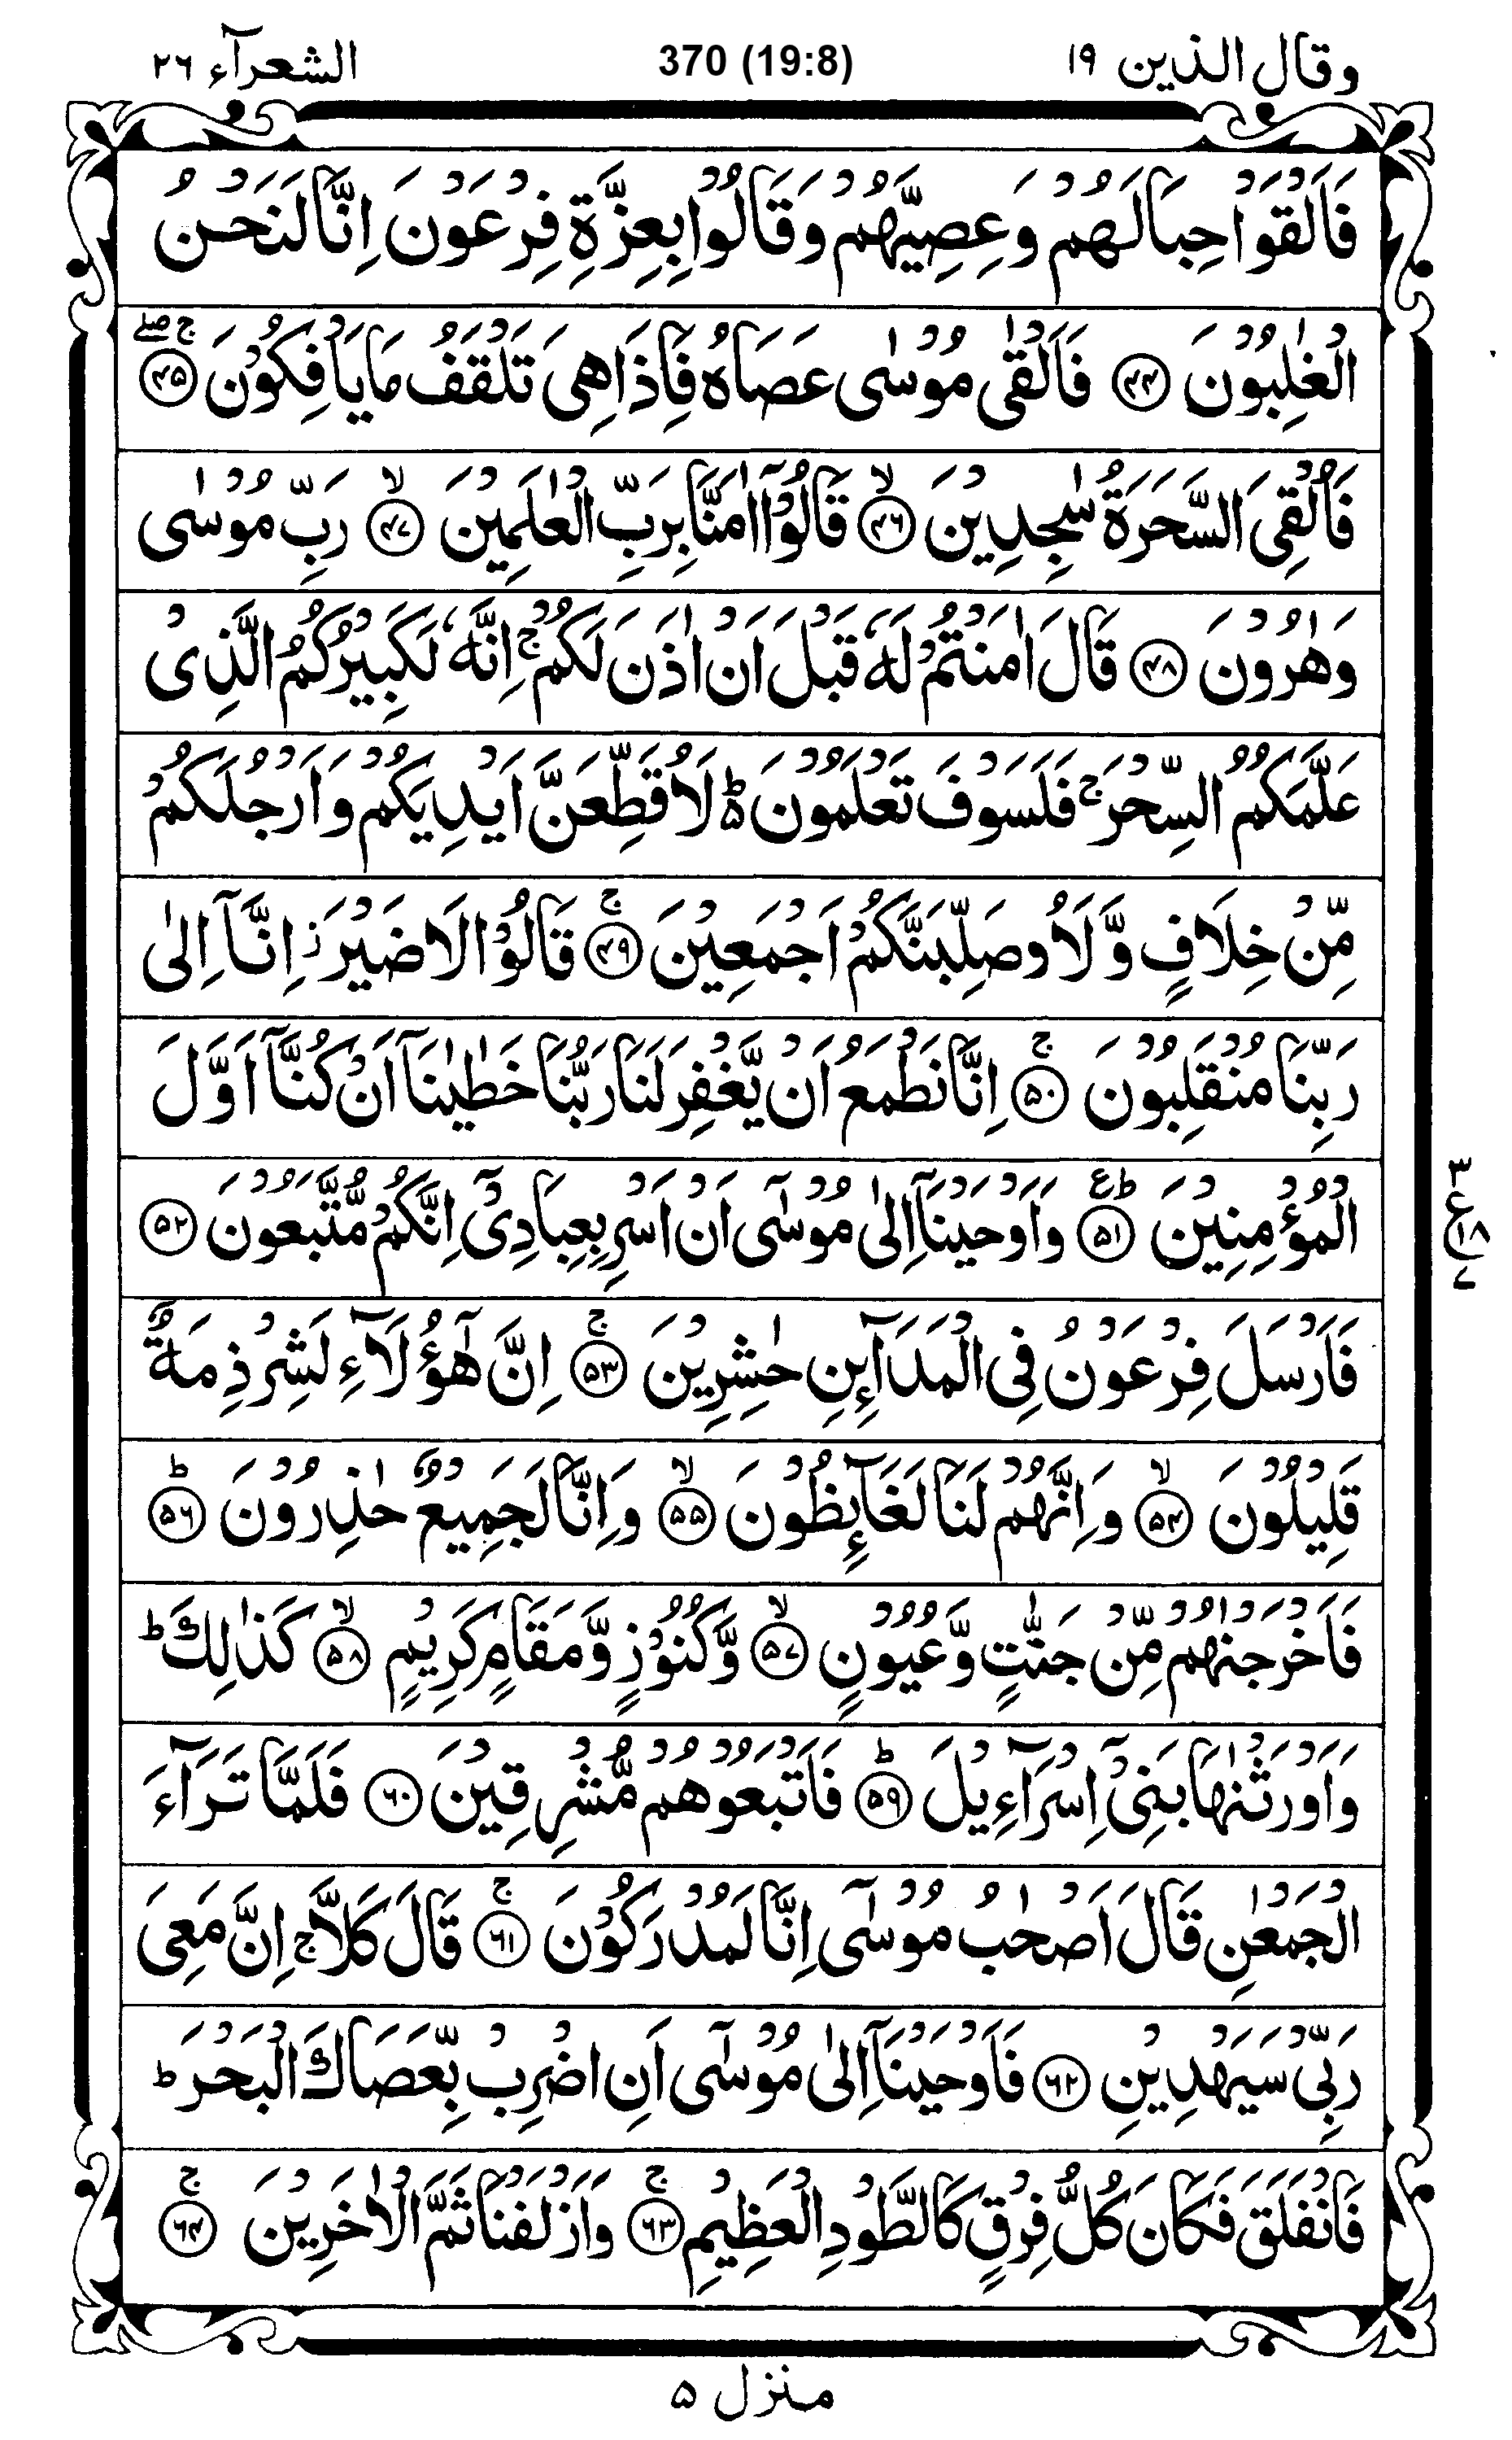 وقال الذين ١٩ 370 (19:8) الشعرآء ٢٦
فَاَلْقَوْا حِبَالَهُمْ وَعِصِيَّهُمْ وَقَالُوْا بِعِزَّةِ فِرْعَوْنَ اِنَّا لَنَحْنُ
الْغٰلِبُوْنَ ۝۴۴ فَاَلْقٰى مُوْسٰى عَصَاهُ فَاِذَا هِىَ تَلْقَفُ مَا يَاْفِكُوْنَ ۝۴۵ۚۖ
فَاُلْقِىَ السَّحَرَةُ سٰجِدِيْنَ ۝۴۶ۙ قَالُوْٓا اٰمَنَّا بِرَبِّ الْعٰلَمِيْنَ ۝۴۷ۙ رَبِّ مُوْسٰى
وَهٰرُوْنَ ۝۴۸ قَالَ اٰمَنْتُمْ لَهٗ قَبْلَ اَنْ اٰذَنَ لَكُمْۚ اِنَّهٗ لَكَبِيْرُكُمُ الَّذِىْ
عَلَّمَكُمُ السِّحْرَۚ فَلَسَوْفَ تَعْلَمُوْنَ۬ؕ لَاُقَطِّعَنَّ اَيْدِيَكُمْ وَاَرْجُلَكُمْ
مِّنْ خِلَافٍ وَّلَاُوصَلِّبَنَّكُمْ اَجْمَعِيْنَ ۝۴۹ۚ قَالُوْا لَا ضَيْرَؗ اِنَّآ اِلٰى
رَبِّنَا مُنْقَلِبُوْنَ ۝۵۰ۚ اِنَّا نَطْمَعُ اَنْ يَّغْفِرَ لَنَا رَبُّنَا خَطٰيٰنَآ اَنْ كُنَّآ اَوَّلَ
الْمُؤْمِنِيْنَ ۝۵۱ؕع وَاَوْحَيْنَآ اِلٰى مُوْسٰٓى اَنْ اَسْرِ بِعِبَادِىْٓ اِنَّكُمْ مُّتَّبَعُوْنَ ۝۵۲
٣ ع ١٨ ٧
فَاَرْسَلَ فِرْعَوْنُ فِى الْمَدَآئِنِ حٰشِرِيْنَ ۝۵۳ۚ اِنَّ هٰٓؤُلَآءِ لَشِرْذِمَةٌ
قَلِيْلُوْنَ ۝۵۴ۙ وَاِنَّهُمْ لَنَا لَغَآئِظُوْنَ ۝۵۵ۙ وَاِنَّا لَجَمِيْعٌ حٰذِرُوْنَ ۝۵۶ؕ
فَاَخْرَجْنٰهُمْ مِّنْ جَنّٰتٍ وَّعُيُوْنٍ ۝۵۷ۙ وَّكُنُوْزٍ وَّمَقَامٍ كَرِيْمٍ ۝۵۸ۙ كَذٰلِكَؕ
وَاَوْرَثْنٰهَا بَنِىْٓ اِسْرَآءِيْلَ ۝۵۹ؕ فَاَتْبَعُوْهُمْ مُّشْرِقِيْنَ ۝۶۰ فَلَمَّا تَرَآءَ
الْجَمْعٰنِ قَالَ اَصْحٰبُ مُوْسٰٓى اِنَّا لَمُدْرَكُوْنَ ۝۶۱ۚ قَالَ كَلَّاۚ اِنَّ مَعِىَ
رَبِّىْ سَيَهْدِيْنِ ۝۶۲ فَاَوْحَيْنَآ اِلٰى مُوْسٰٓى اَنِ اضْرِبْ بِّعَصَاكَ الْبَحْرَؕ
فَانْفَلَقَ فَكَانَ كُلُّ فِرْقٍ كَالطَّوْدِ الْعَظِيْمِ ۝۶۳ۚ وَاَزْلَفْنَا ثَمَّ الْاٰخَرِيْنَ ۝۶۴ۚ
منزل ۵